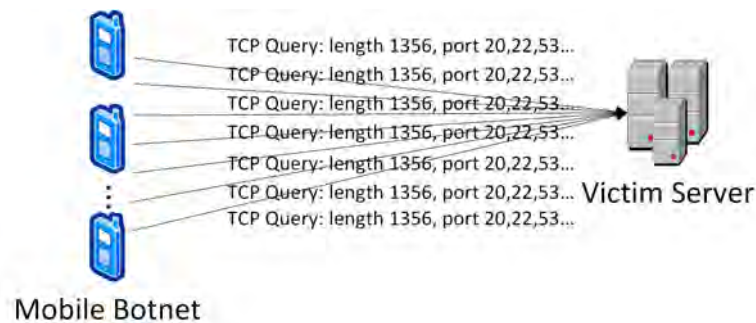 TCP Query: length 1356, port 20,22,53...
TCP Query: length 1356, port 20,22,53...
TCP Query: length 1356, port 20,22,53...
TCP Query: length 1356, port 20,22,53...
TCP Query: length 1356, port 20,22,53...
TCP Query: length 1356, port 20,22,53...
TCP Query: length 1356, port 20,22,53...
Victim Server
Mobile Botnet